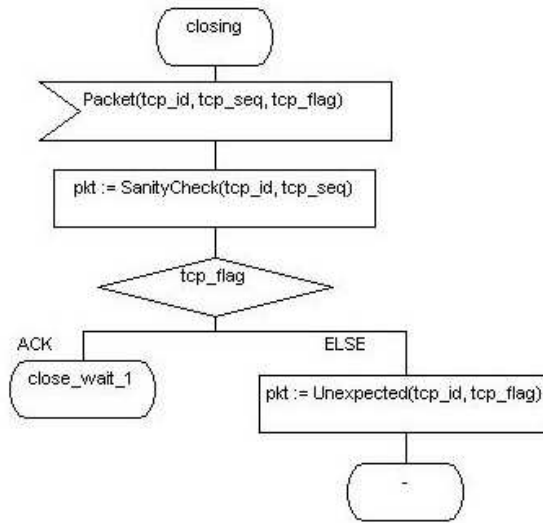 closing
Packet(tcp_id, tcp_seq, tcp_flag)
pkt := SanityCheck(tcp_id, tcp_seq)
tcp_flag
ACK
ELSE
close_wait_1
pkt := Unexpected(tcp_id, tcp_flag)
-